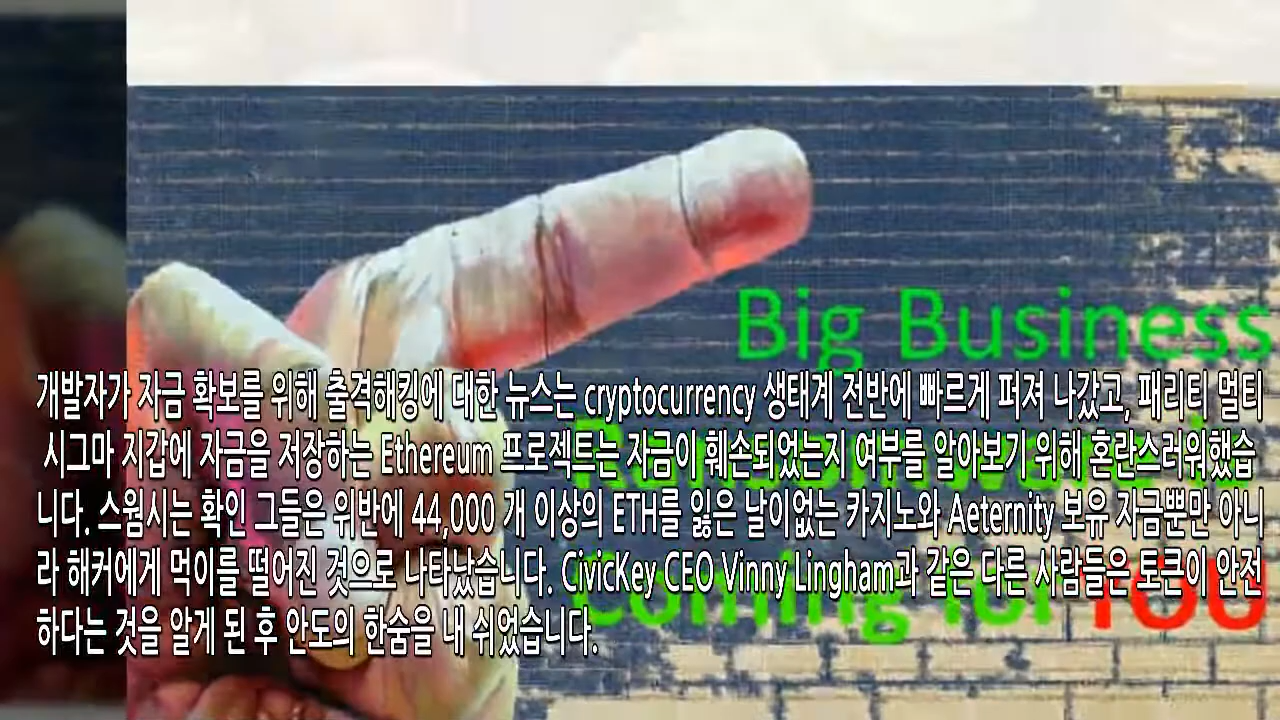 Big Business
개발자가 자금 확보를 위해 출격해킹에 대한 뉴스는 cryptocurrency 생태계 전반에 빠르게 퍼져 나갔고, 패리티 멀티
시그마 지갑에 자금을 저장하는 Ethereum 프로젝트는 자금이 훼손되었는지 여부를 알아보기 위해 혼란스러워했습
니다. 스웜시는 확인 그들은 위반에 44,000 개 이상의 ETH를 잃은 날이없는 카지노와 Aeternity 보유 자금뿐만 아니
라 해커에게 먹이를 떨어진 것으로 나타났습니다. CivicKey CEO Vinny Lingham과 같은 다른 사람들은 토큰이 안전
하다는 것을 알게 된 후 안도의 한숨을 내 쉬었습니다.
Coming for YOU